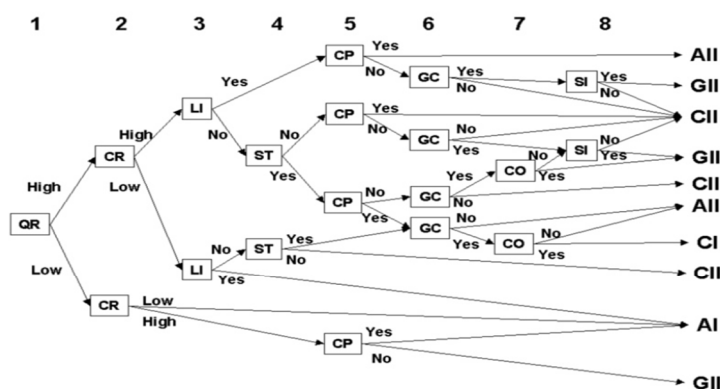 1 2 3 4 5 6 7 8
CP Yes AII
No GC Yes SI Yes GII
No No
Yes
LI CP Yes CII
High No No No GC No
CR ST Yes No SI No
Low Yes Yes CO Yes GII
High CP No GC Yes No CII
Yes GC No AII
QR No ST Yes Yes CO No
Yes CI
Low LI Yes No CII
CR Low AI
High CP Yes
No GII